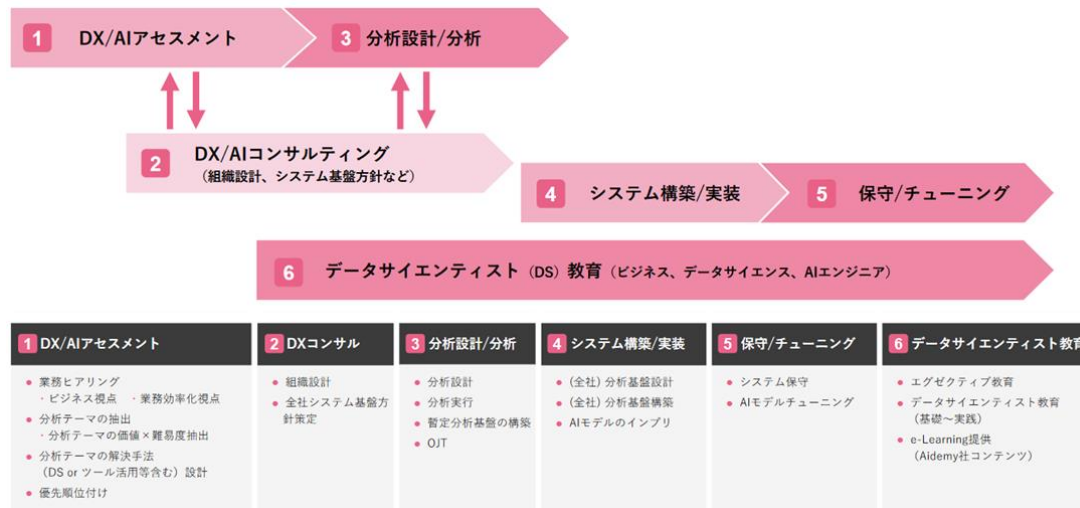 1 DX/AIアセスメント
3 分析設計/分析
2 DX/AIコンサルティング
（組織設計、システム基盤方針など）
4 システム構築/実装
5 保守/チューニング
6 データサイエンティスト（DS）教育（ビジネス、データサイエンス、AIエンジニア）
1 DX/AIアセスメント
• 業務ヒアリング
・ビジネス視点 ・業務効率化視点
• 分析テーマの抽出
・分析テーマの価値×難易度抽出
• 分析テーマの解決手法
（DS or ツール活用等含む）設計
• 優先順位付け
2 DXコンサル
• 組織設計
• 全社システム基盤方
針策定
3 分析設計/分析
• 分析設計
• 分析実行
• 暫定分析基盤の構築
• OJT
4 システム構築/実装
• (全社) 分析基盤設計
• (全社) 分析基盤構築
• AIモデルのインプリ
5 保守/チューニング
• システム保守
• AIモデルチューニング
6 データサイエンティスト教育
• エグゼクティブ教育
• データサイエンティスト教育
（基礎～実践）
• e-Learning提供
（Aidemy社コンテンツ）